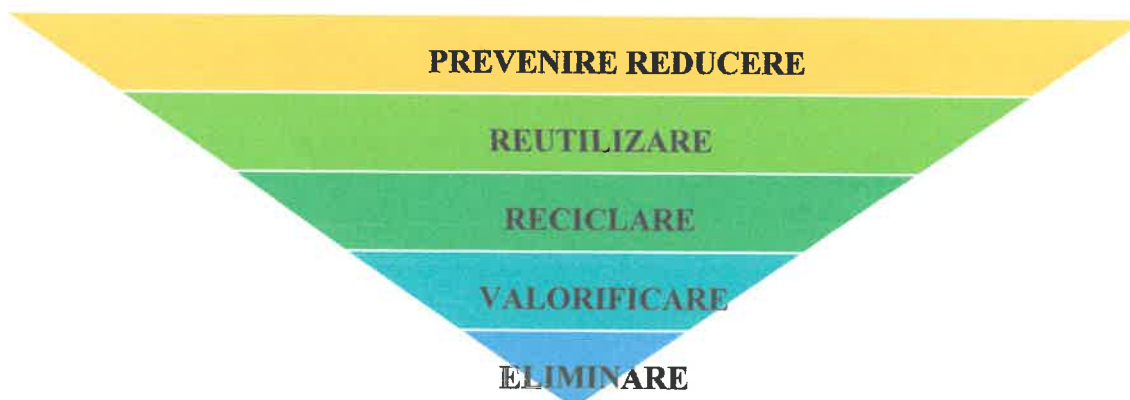 PREVENIRE REDUCERE
REUTILIZARE
RECICLARE
VALORIFICARE
ELIMINARE